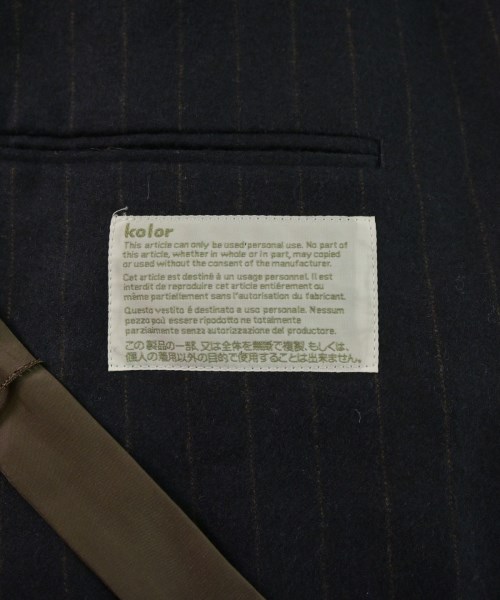 kolor
This article can only be used•personal use. No part of
this article, whether in whole or in part, may copied
or used without the consent of the manufacturer.
Cet article est destiné à un usage personnel. Il est
interdit de reproduire cet article entiérement ou
même partiellement sans l'autorisation du fabricant.
Questo vestito é destinato a uso personale. Nessum
pezzo poú essere ripodotto ne totalmente
parzialmente senza autorizzazione del productore.
この製品の一部、又は全体を無断で複製、もしくは、
個人の着用以外の目的で使用することは出来ません。